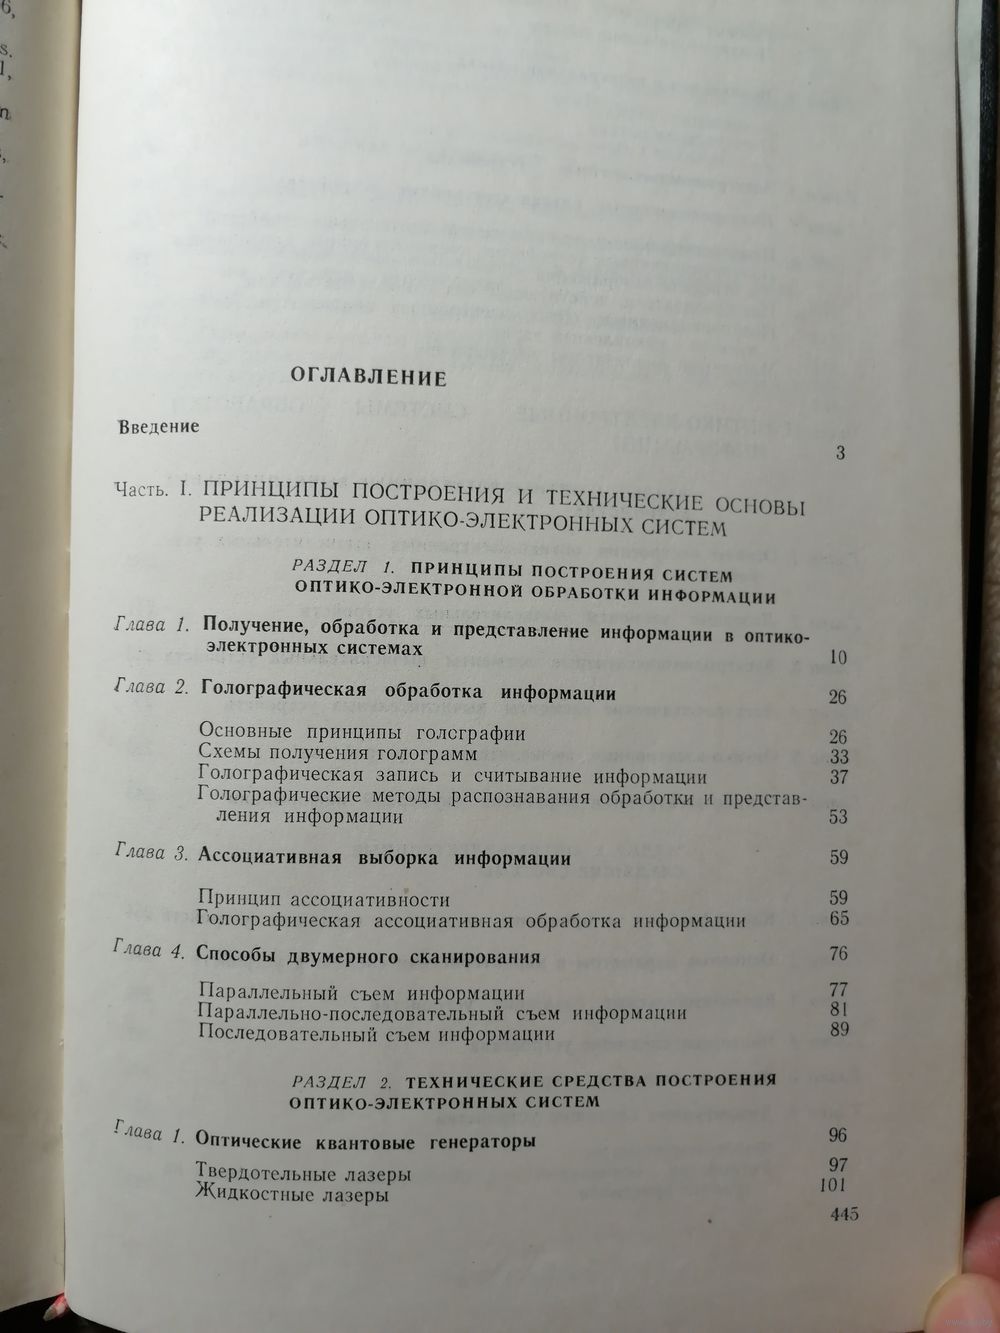 ОГЛАВЛЕНИЕ
Введение 3
Часть. I. ПРИНЦИПЫ ПОСТРОЕНИЯ И ТЕХНИЧЕСКИЕ ОСНОВЫ
РЕАЛИЗАЦИИ ОПТИКО-ЭЛЕКТРОННЫХ СИСТЕМ
РАЗДЕЛ 1. ПРИНЦИПЫ ПОСТРОЕНИЯ СИСТЕМ
ОПТИКО-ЭЛЕКТРОННОЙ ОБРАБОТКИ ИНФОРМАЦИИ
Глава 1. Получение, обработка и представление информации в оптико-
электронных системах 10
Глава 2. Голографическая обработка информации 26
Основные принципы голографии 26
Схемы получения голограмм 33
Голографическая запись и считывание информации 37
Голографические методы распознавания обработки и представ-
ления информации 53
Глава 3. Ассоциативная выборка информации 59
Принцип ассоциативности 59
Голографическая ассоциативная обработка информации 65
Глава 4. Способы двумерного сканирования 76
Параллельный съем информации 77
Параллельно-последовательный съем информации 81
Последовательный съем информации 89
РАЗДЕЛ 2. ТЕХНИЧЕСКИЕ СРЕДСТВА ПОСТРОЕНИЯ
ОПТИКО-ЭЛЕКТРОННЫХ СИСТЕМ
Глава 1. Оптические квантовые генераторы 96
Твердотельные лазеры 97
Жидкостные лазеры 101
445